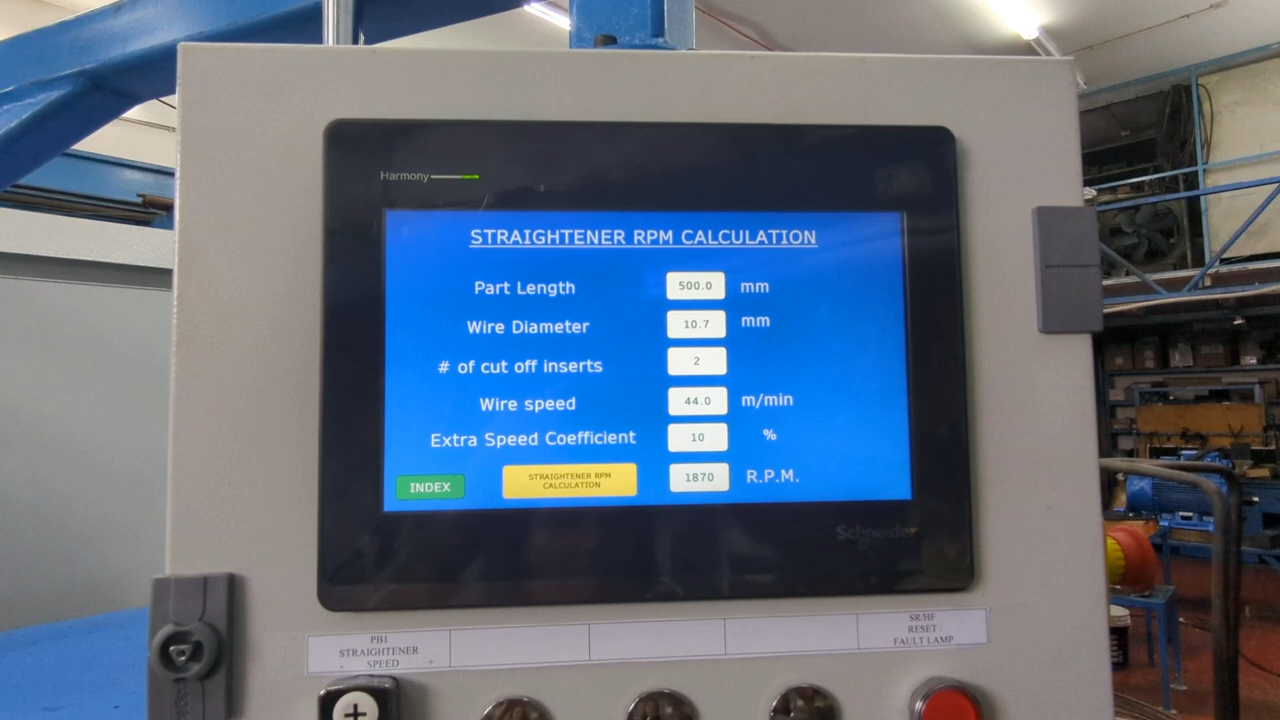 Harmony
STRAIGHTENER RPM CALCULATION
Part Length 500.0 mm
Wire Diameter 10.7 mm
# of cut off inserts 2
Wire speed 44.0 m/min
Extra Speed Coefficient 10 %
INDEX
STRAIGHTENER RPM
CALCULATION
1870 R.P.M.
Schneider
PB1
STRAIGHTENER
- SPEED +
SR/HF
RESET /
FAULT LAMP
+